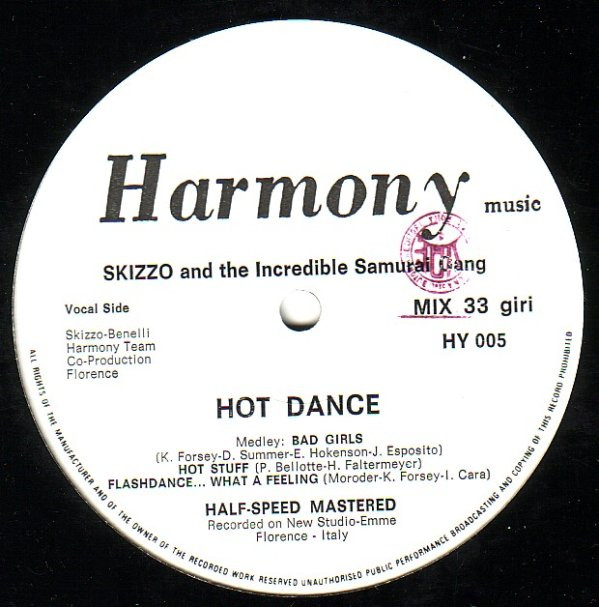 Harmony music
SKIZZO and the Incredible Samurai Gang
Vocal Side
MIX 33 giri
Skizzo-Benelli
Harmony Team
Co-Production
Florence
HY 005
HOT DANCE
Medley: BAD GIRLS
(K. Forsey-D. Summer-E. Hokenson-J. Esposito)
HOT STUFF (P. Bellotte-H. Faltermeyer)
FLASHDANCE... WHAT A FEELING (Moroder-K. Forsey-I. Cara)
HALF-SPEED MASTERED
Recorded on New Studio-Emme
Florence - Italy
ALL RIGHTS OF THE MANUFACTURER AND OF THE OWNER OF THE RECORDED WORK RESERVED UNAUTHORISED PUBLIC PERFORMANCE BROADCASTING AND COPYING OF THIS RECORD PROHIBITED